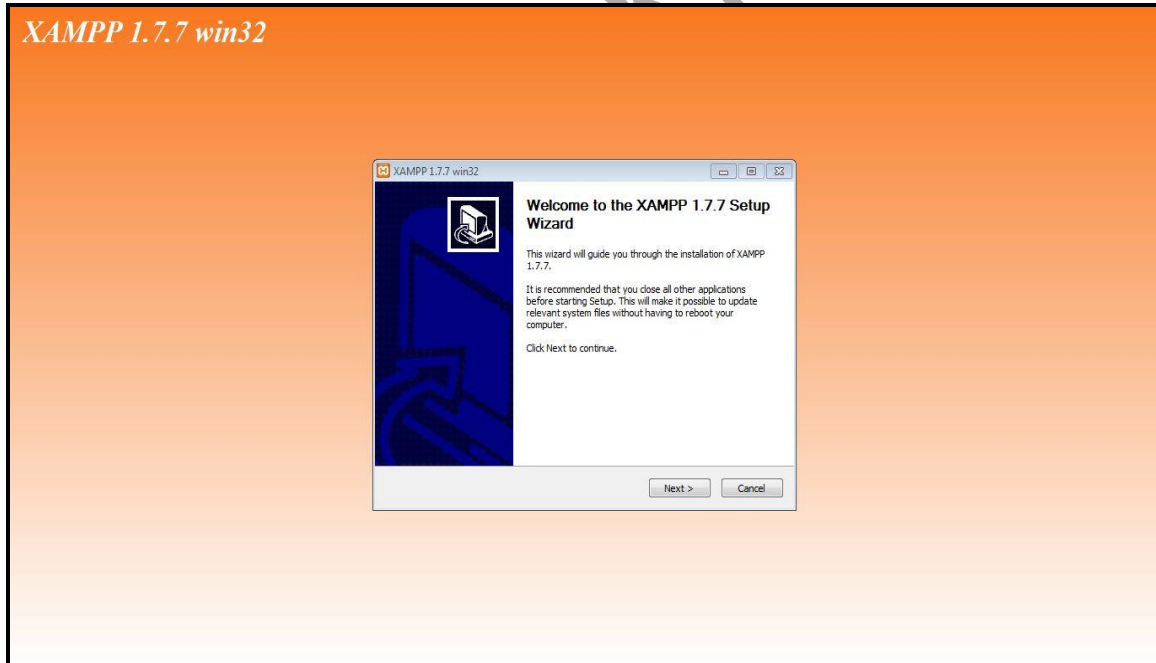 XAMPP 1.7.7 win32
XAMPP 1.7.7 win32
Welcome to the XAMPP 1.7.7 Setup
Wizard
This wizard will guide you through the installation of XAMPP
1.7.7.
It is recommended that you close all other applications
before starting Setup. This will make it possible to update
relevant system files without having to reboot your
computer.
Click Next to continue.
Next >
Cancel